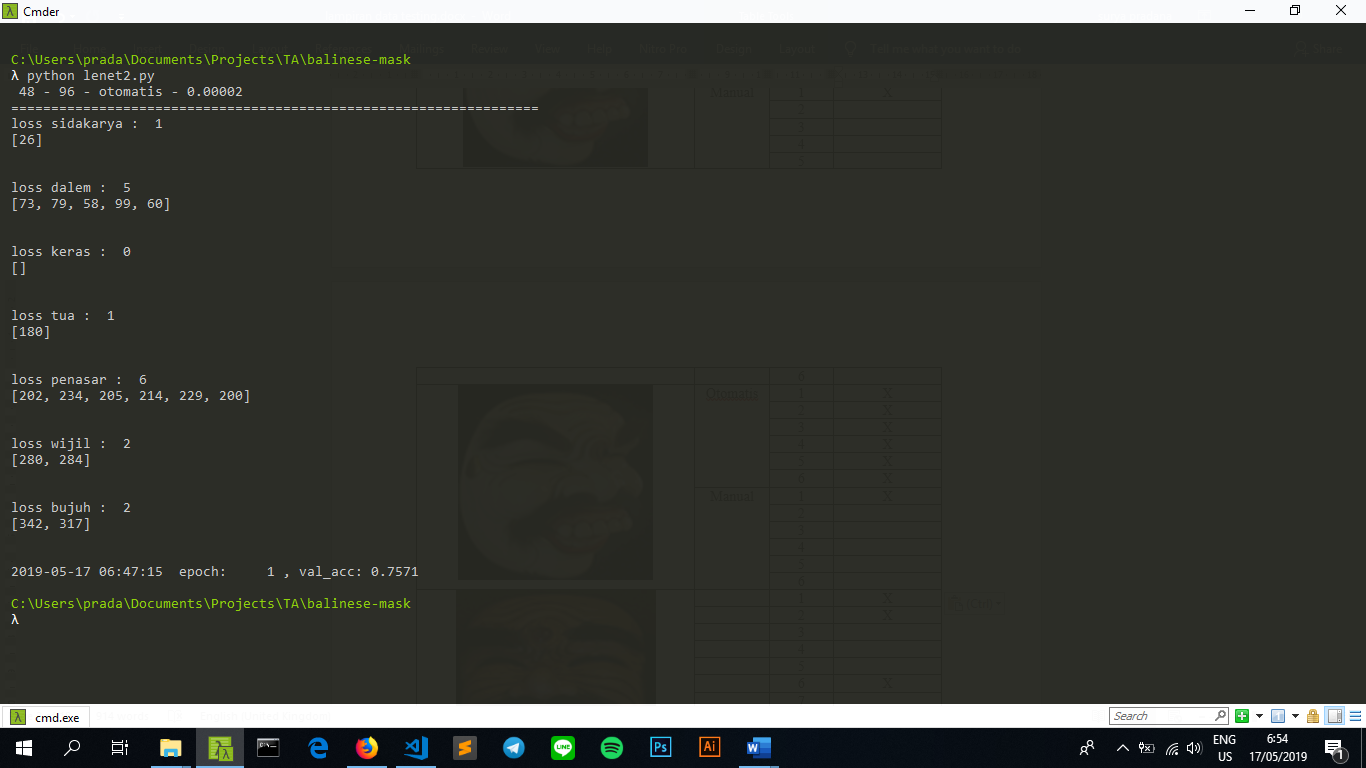 Cmder
C:\Users\prada\Documents\Projects\TA\balinese-mask
λ python lenet2.py
48 - 96 - otomatis - 0.00002
==================================================================
loss sidakarya :  1
[26]
loss dalem :  5
[73, 79, 58, 99, 60]
loss keras :  0
[]
loss tua :  1
[180]
loss penasar :  6
[202, 234, 205, 214, 229, 200]
loss wijil :  2
[280, 284]
loss bujuh :  2
[342, 317]
2019-05-17 06:47:15  epoch:     1 , val_acc: 0.7571
C:\Users\prada\Documents\Projects\TA\balinese-mask
λ
Manual
Otomatis
Manual
cmd.exe
Search
ENG
US
6:54
17/05/2019
1